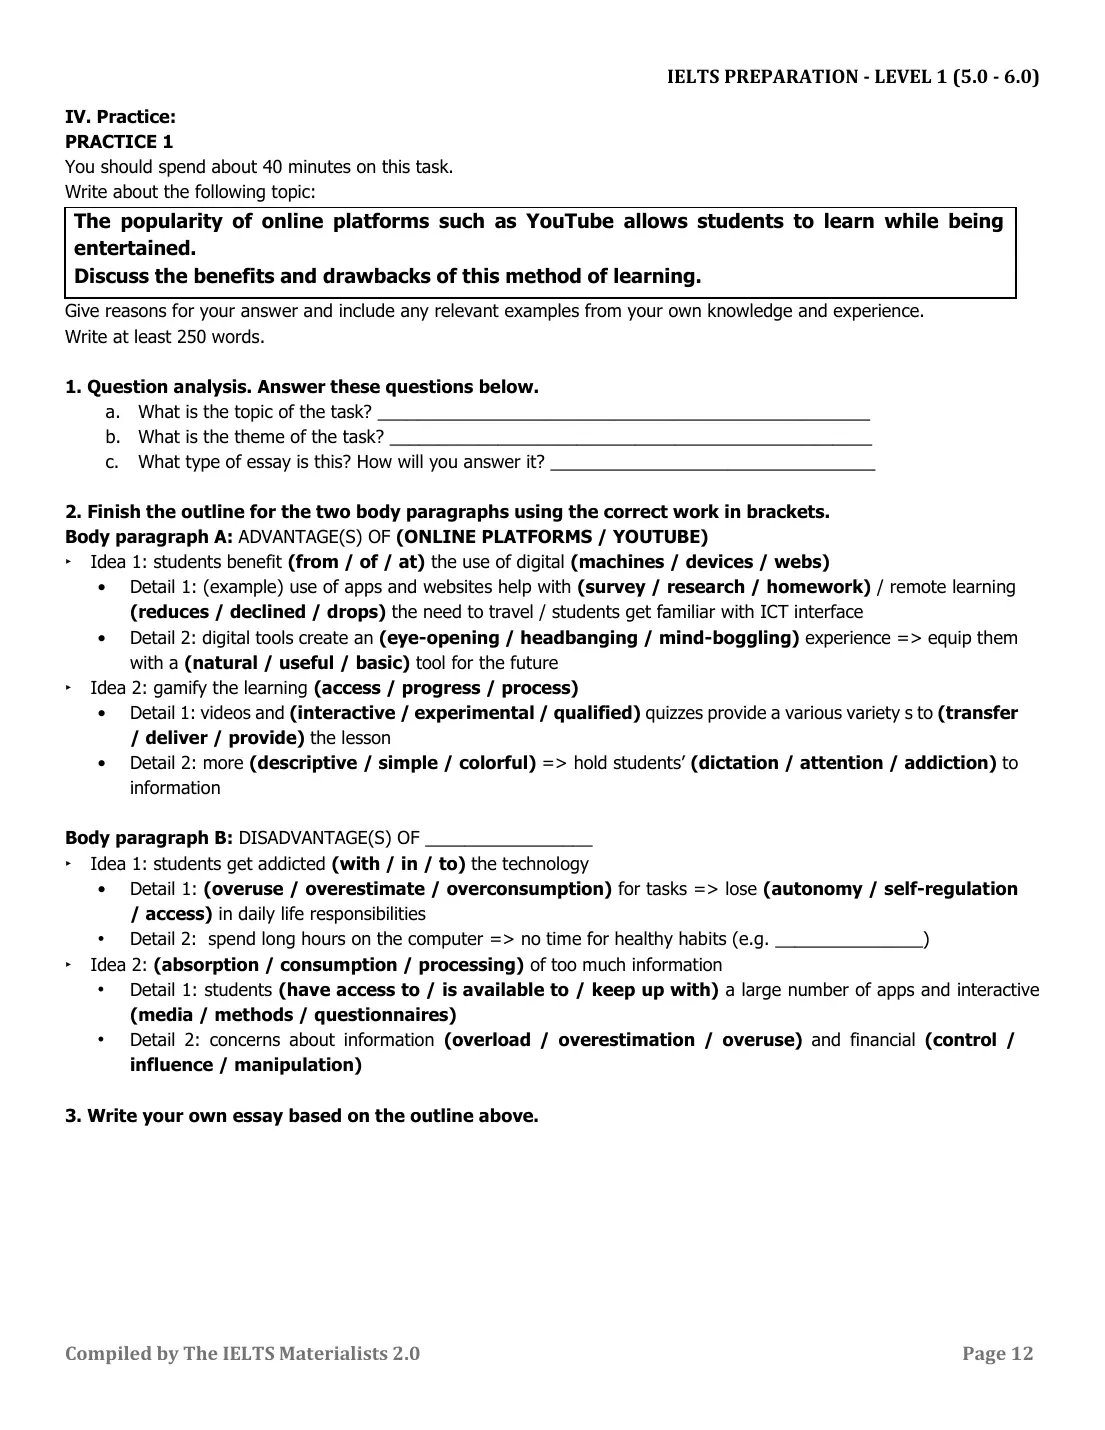 IELTS PREPARATION - LEVEL 1 (5.0 - 6.0)
IV. Practice:
PRACTICE 1
You should spend about 40 minutes on this task.
Write about the following topic:
The popularity of online platforms such as YouTube allows students to learn while being
entertained.
Discuss the benefits and drawbacks of this method of learning.
Give reasons for your answer and include any relevant examples from your own knowledge and experience.
Write at least 250 words.
1. Question analysis. Answer these questions below.
a. What is the topic of the task? ____________________
b. What is the theme of the task? ____________________
c. What type of essay is this? How will you answer it? ____________________
2. Finish the outline for the two body paragraphs using the correct work in brackets.
Body paragraph A: ADVANTAGE(S) OF (ONLINE PLATFORMS / YOUTUBE)
‣ Idea 1: students benefit (from / of / at) the use of digital (machines / devices / webs)
• Detail 1: (example) use of apps and websites help with (survey / research / homework) / remote learning
(reduces / declined / drops) the need to travel / students get familiar with ICT interface
• Detail 2: digital tools create an (eye-opening / headbanging / mind-boggling) experience => equip them
with a (natural / useful / basic) tool for the future
‣ Idea 2: gamify the learning (access / progress / process)
• Detail 1: videos and (interactive / experimental / qualified) quizzes provide a various variety s to (transfer
/ deliver / provide) the lesson
• Detail 2: more (descriptive / simple / colorful) => hold students’ (dictation / attention / addiction) to
information
Body paragraph B: DISADVANTAGE(S) OF _________________
‣ Idea 1: students get addicted (with / in / to) the technology
• Detail 1: (overuse / overestimate / overconsumption) for tasks => lose (autonomy / self-regulation
/ access) in daily life responsibilities
• Detail 2: spend long hours on the computer => no time for healthy habits (e.g. _______________)
‣ Idea 2: (absorption / consumption / processing) of too much information
• Detail 1: students (have access to / is available to / keep up with) a large number of apps and interactive
(media / methods / questionnaires)
• Detail 2: concerns about information (overload / overestimation / overuse) and financial (control /
influence / manipulation)
3. Write your own essay based on the outline above.
Compiled by The IELTS Materialists 2.0 Page 12